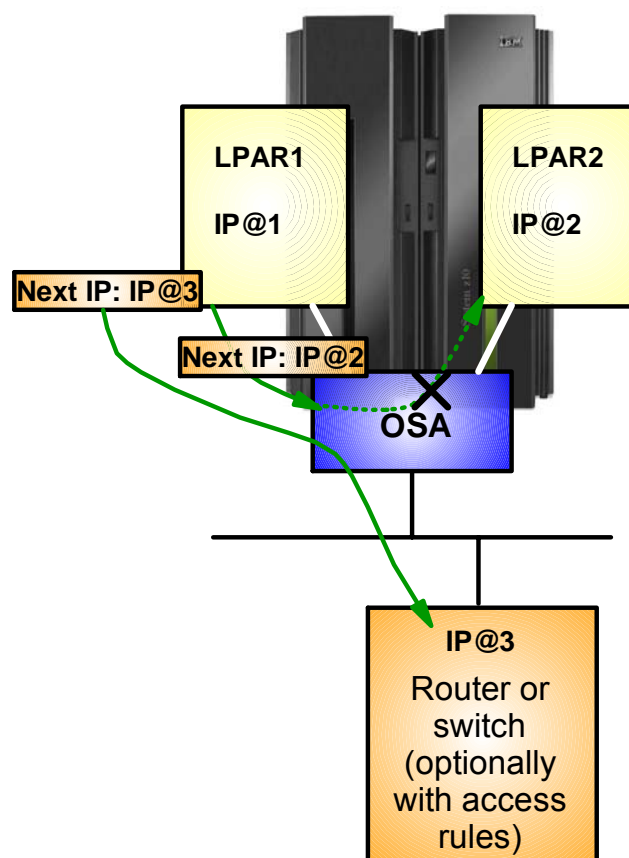 IBM
LPAR1
IP@1
LPAR2
IP@2
Next IP: IP@3
Next IP: IP@2
OSA
IP@3
Router or
switch
(optionally
with access
rules)